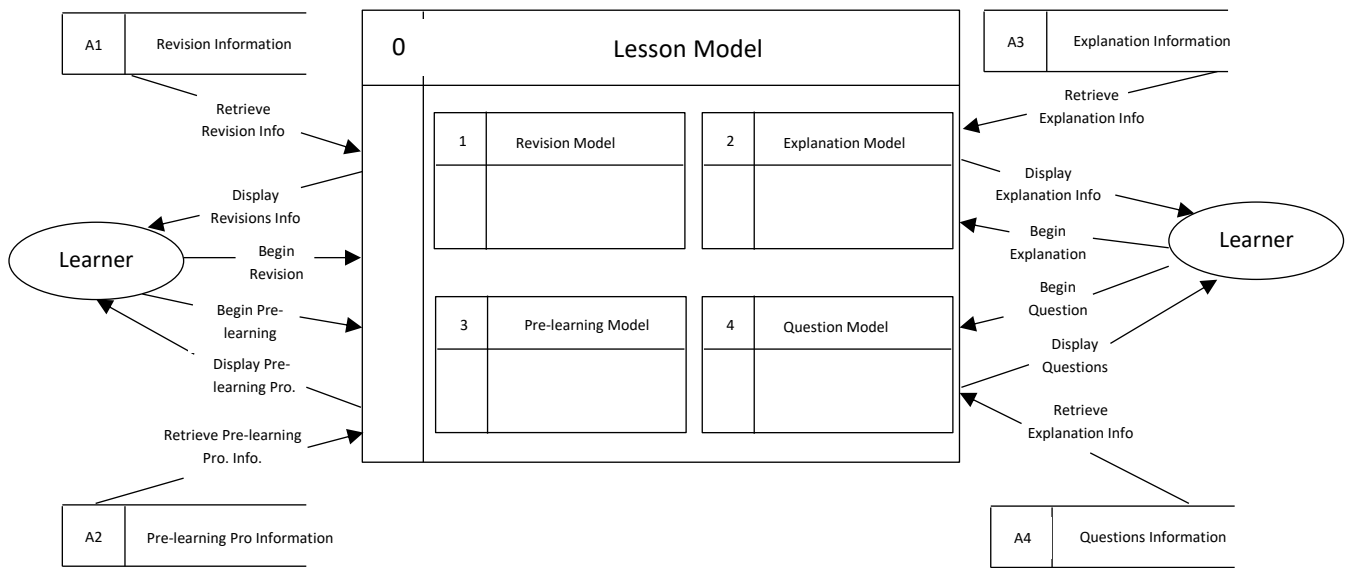 A1 Revision Information
0 Lesson Model
A3 Explanation Information
Retrieve
Revision Info
Retrieve
Explanation Info
1 Revision Model
2 Explanation Model
Display
Revisions Info
Display
Explanation Info
Learner
Begin
Revision
Begin
Explanation
Learner
Begin Pre-
learning
Begin
Question
3 Pre-learning Model
4 Question Model
Display Pre-
learning Pro.
Display
Questions
Retrieve Pre-learning
Pro. Info.
Retrieve
Explanation Info
A2 Pre-learning Pro Information
A4 Questions Information